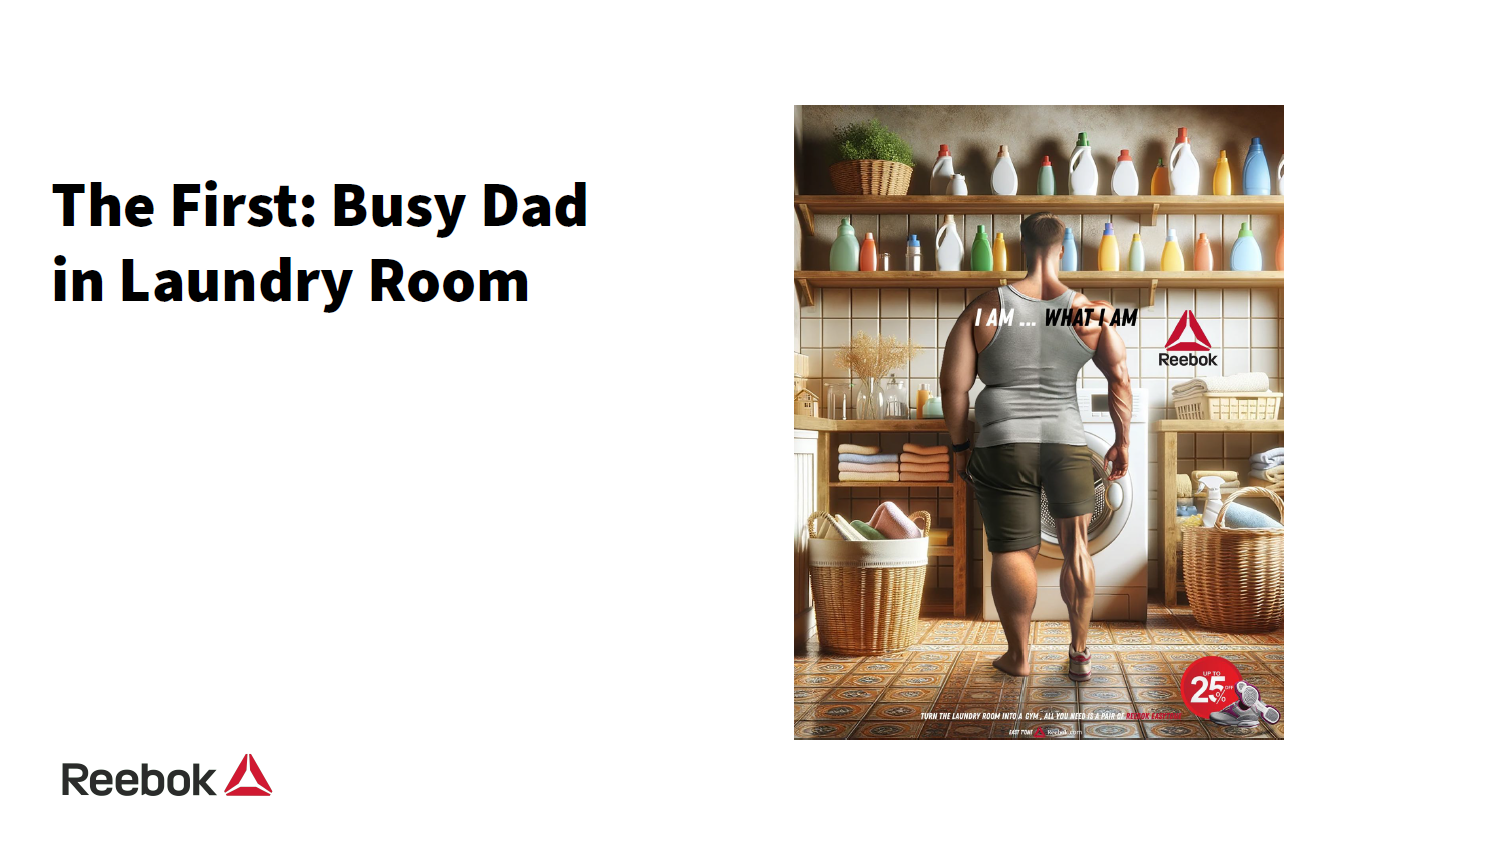 The First: Busy Dad
in Laundry Room
I AM ... WHAT I AM
Reebok
UP TO
25%
OFF
TURN THE LAUNDRY ROOM INTO A GYM , ALL YOU NEED IS A PAIR OF REEBOK
EASY TONE Reebok.com
Reebok